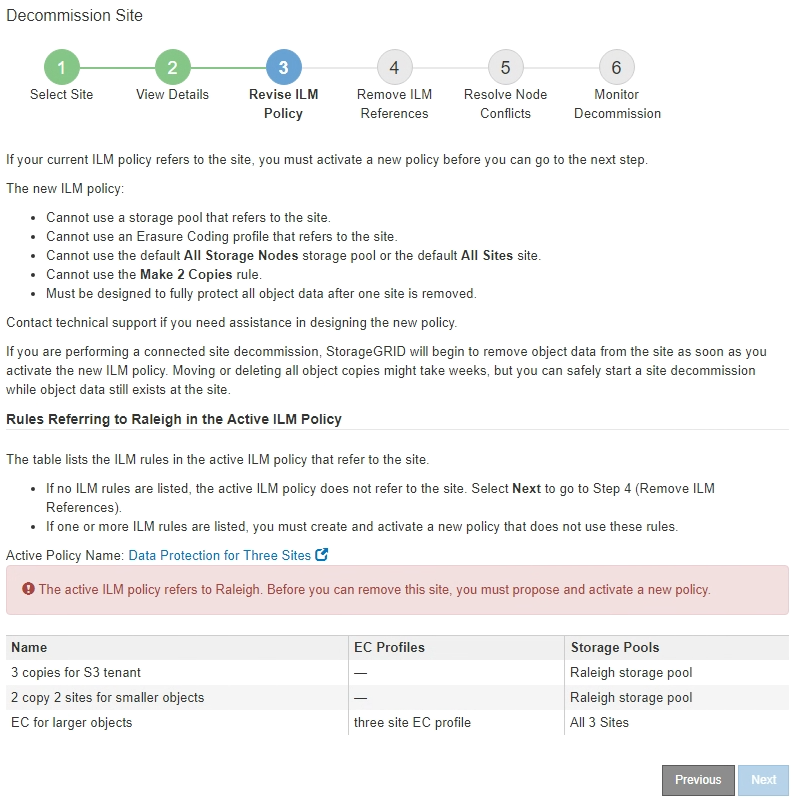 Decommission Site
1 2 3 4 5 6
Select Site View Details Revise ILM Remove ILM Resolve Node Monitor
Policy References Conflicts Decommission
If your current ILM policy refers to the site, you must activate a new policy before you can go to the next step.
The new ILM policy:
• Cannot use a storage pool that refers to the site.
• Cannot use an Erasure Coding profile that refers to the site.
• Cannot use the default All Storage Nodes storage pool or the default All Sites site.
• Cannot use the Make 2 Copies rule.
• Must be designed to fully protect all object data after one site is removed.
Contact technical support if you need assistance in designing the new policy.
If you are performing a connected site decommission, StorageGRID will begin to remove object data from the site as soon as you
activate the new ILM policy. Moving or deleting all object copies might take weeks, but you can safely start a site decommission
while object data still exists at the site.
Rules Referring to Raleigh in the Active ILM Policy
The table lists the ILM rules in the active ILM policy that refer to the site.
• If no ILM rules are listed, the active ILM policy does not refer to the site. Select Next to go to Step 4 (Remove ILM
References).
• If one or more ILM rules are listed, you must create and activate a new policy that does not use these rules.
Active Policy Name: Data Protection for Three Sites
The active ILM policy refers to Raleigh. Before you can remove this site, you must propose and activate a new policy.
Name EC Profiles Storage Pools
3 copies for S3 tenant — Raleigh storage pool
2 copy 2 sites for smaller objects — Raleigh storage pool
EC for larger objects three site EC profile All 3 Sites
Previous Next